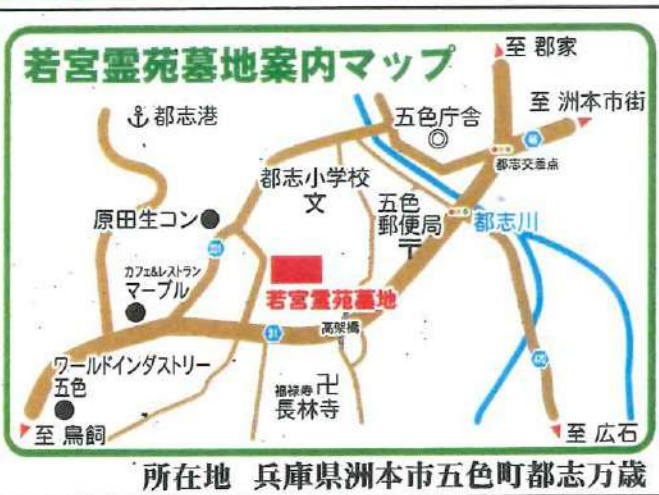 若宮霊苑墓地案内マップ
至 郡家
至 洲本市街
⚓都志港
五色庁舎
◎
46
都志交差点
都志小学校
文
原田生コン
五色
郵便局
〒
都志川
231
カフェ&レストラン
マーブル
若宮霊苑墓地
31
高架橋
ワールドインダストリー
五色
福禄寿 卍
長林寺
至 鳥飼
至 広石
所在地 兵庫県洲本市五色町都志万歳